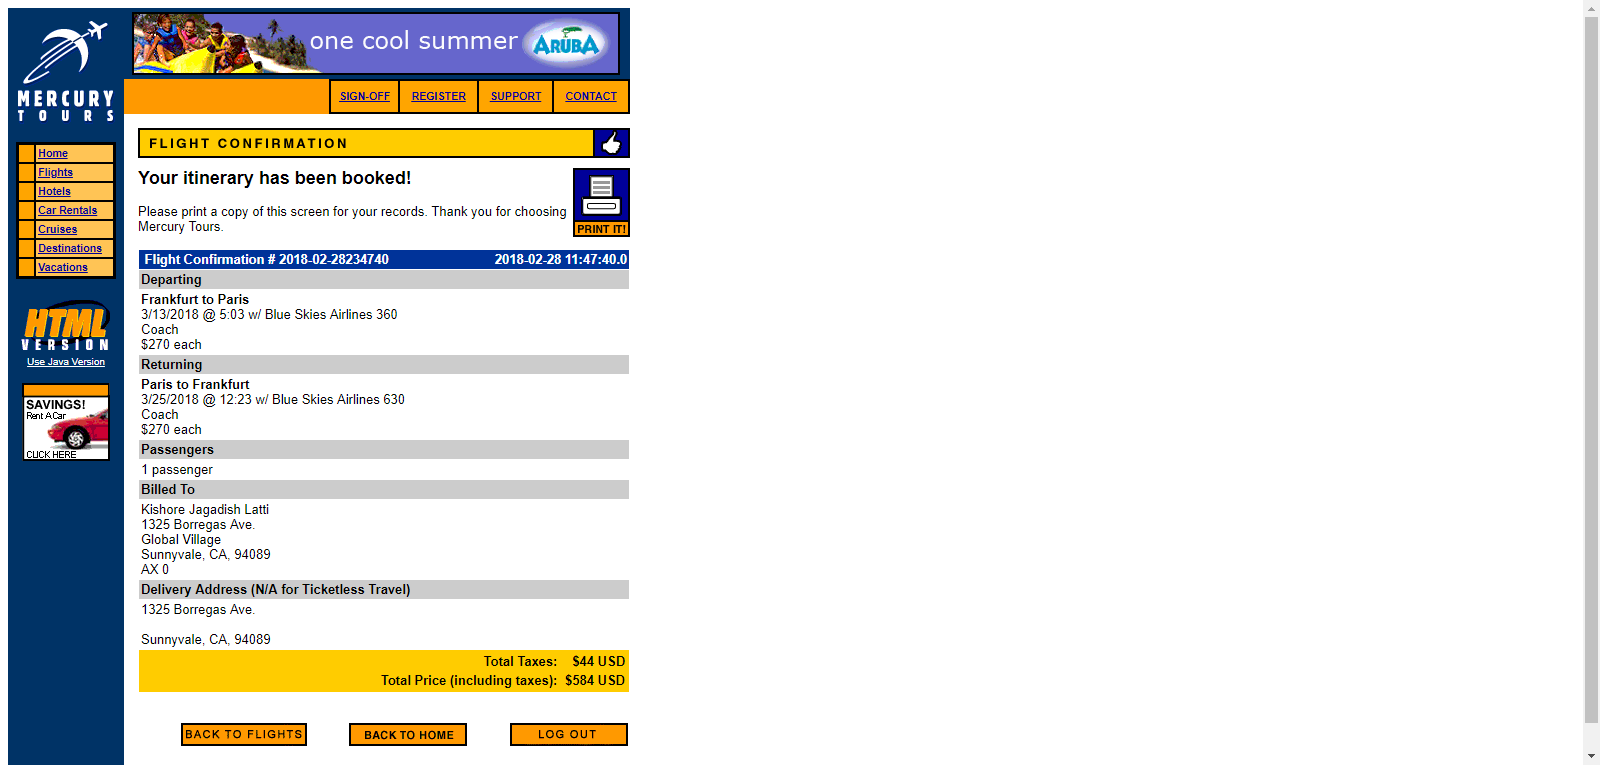 MERCURY
TOURS
one cool summer
ARUBA
SIGN-OFF
REGISTER
SUPPORT
CONTACT
Home
Flights
Hotels
Car Rentals
Cruises
Destinations
Vacations
HTML
VERSION
Use Java Version
SAVINGS!
Rent A Car
CLICK HERE
FLIGHT CONFIRMATION
Your itinerary has been booked!
Please print a copy of this screen for your records. Thank you for choosing
Mercury Tours.
PRINT IT!
Flight Confirmation # 2018-02-28234740 2018-02-28 11:47:40.0
Departing
Frankfurt to Paris
3/13/2018 @ 5:03 w/ Blue Skies Airlines 360
Coach
$270 each
Returning
Paris to Frankfurt
3/25/2018 @ 12:23 w/ Blue Skies Airlines 630
Coach
$270 each
Passengers
1 passenger
Billed To
Kishore Jagadish Latti
1325 Borregas Ave.
Global Village
Sunnyvale, CA, 94089
AX 0
Delivery Address (N/A for Ticketless Travel)
1325 Borregas Ave.
Sunnyvale, CA, 94089
Total Taxes: $44 USD
Total Price (including taxes): $584 USD
BACK TO FLIGHTS
BACK TO HOME
LOG OUT